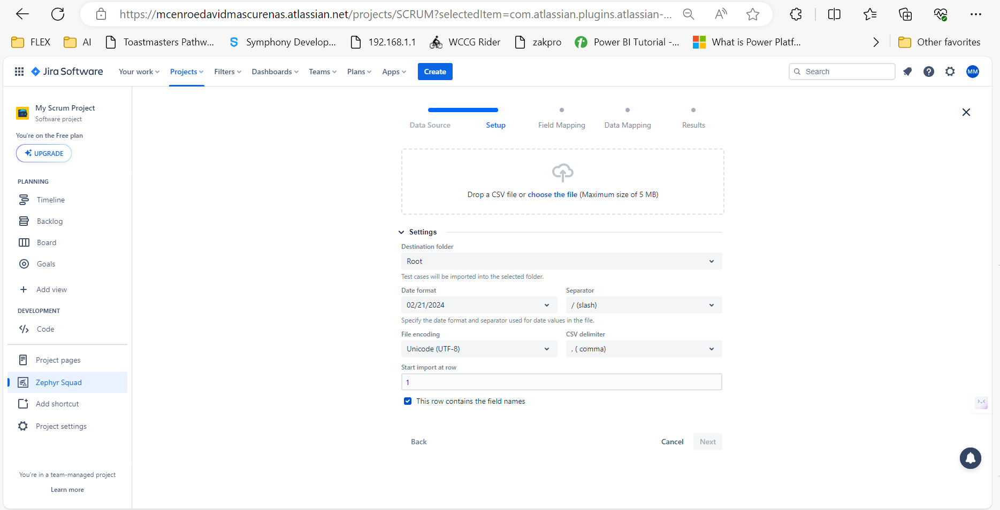 https://mcenroedavidmascurenas.atlassian.net/projects/SCRUM?selectedItem=com.atlassian.plugins.atlassian-...
FLEX
AI
Toastmasters Pathw...
Symphony Develop...
192.168.1.1
WCCG Rider
zakpro
Power BI Tutorial -...
What is Power Platf...
Other favorites
Jira Software
Your work
Projects
Filters
Dashboards
Teams
Plans
Apps
Create
Search
MM
My Scrum Project
Software project
You're on the Free plan
UPGRADE
PLANNING
Timeline
Backlog
Board
Goals
Add view
DEVELOPMENT
Code
Project pages
Zephyr Squad
Add shortcut
Project settings
You're in a team-managed project
Learn more
Data Source
Setup
Field Mapping
Data Mapping
Results
Drop a CSV file or choose the file (Maximum size of 5 MB)
Settings
Destination folder
Root
Test cases will be imported into the selected folder.
Date format
Separator
02/21/2024
/ (slash)
Specify the date format and separator used for date values in the file.
File encoding
CSV delimiter
Unicode (UTF-8)
, ( comma)
Start import at row
1
This row contains the field names
Back
Cancel
Next